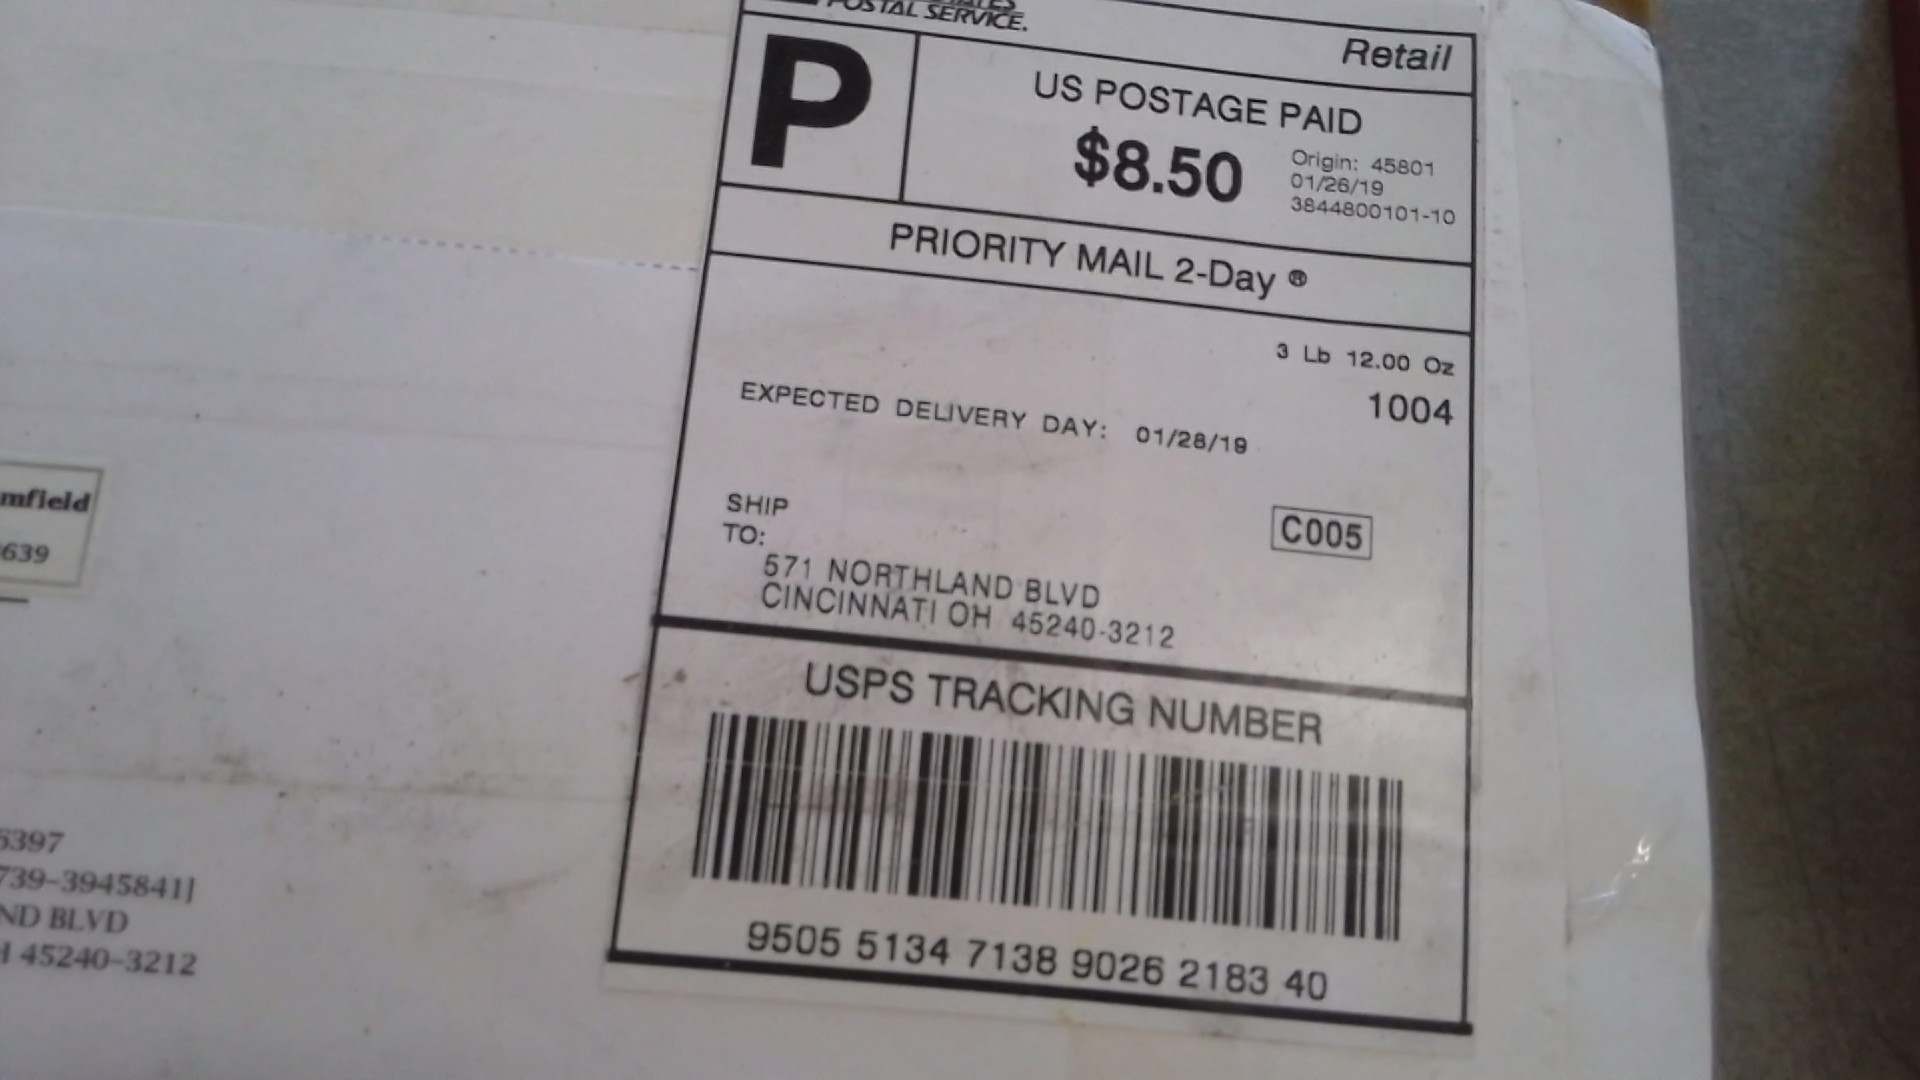 POSTAL SERVICE.
Retail
P
US POSTAGE PAID
$8.50
Origin: 45801
01/26/19
3844800101-10
PRIORITY MAIL 2-Day ®
3 Lb 12.00 Oz
1004
EXPECTED DELIVERY DAY: 01/28/19
C005
SHIP
TO:
571 NORTHLAND BLVD
CINCINNATI OH 45240-3212
USPS TRACKING NUMBER
9505 5134 7138 9026 2183 40
mfield
639
6397
739-3945841]
ND BLVD
45240-3212